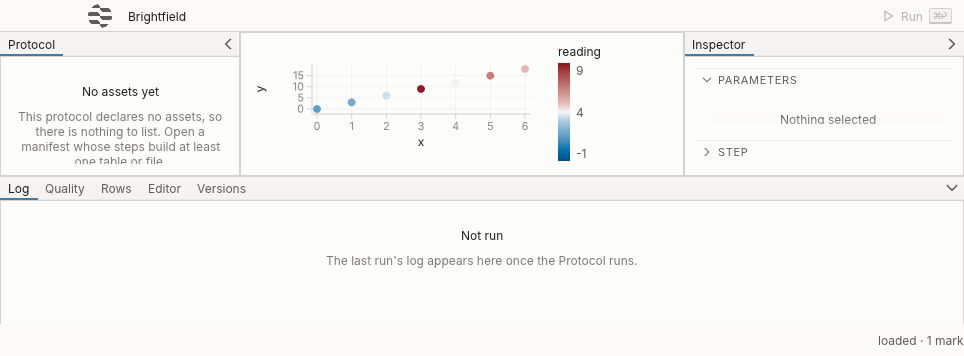 Brightfield
Run
Protocol
Inspector
No assets yet
This protocol declares no assets, so
there is nothing to list. Open a
manifest whose steps build at least
one table or file.
reading
9
4
-1
y
15
10
5
0
0 1 2 3 4 5 6
x
PARAMETERS
Nothing selected
STEP
Log Quality Rows Editor Versions
Not run
The last run's log appears here once the Protocol runs.
loaded · 1 mark